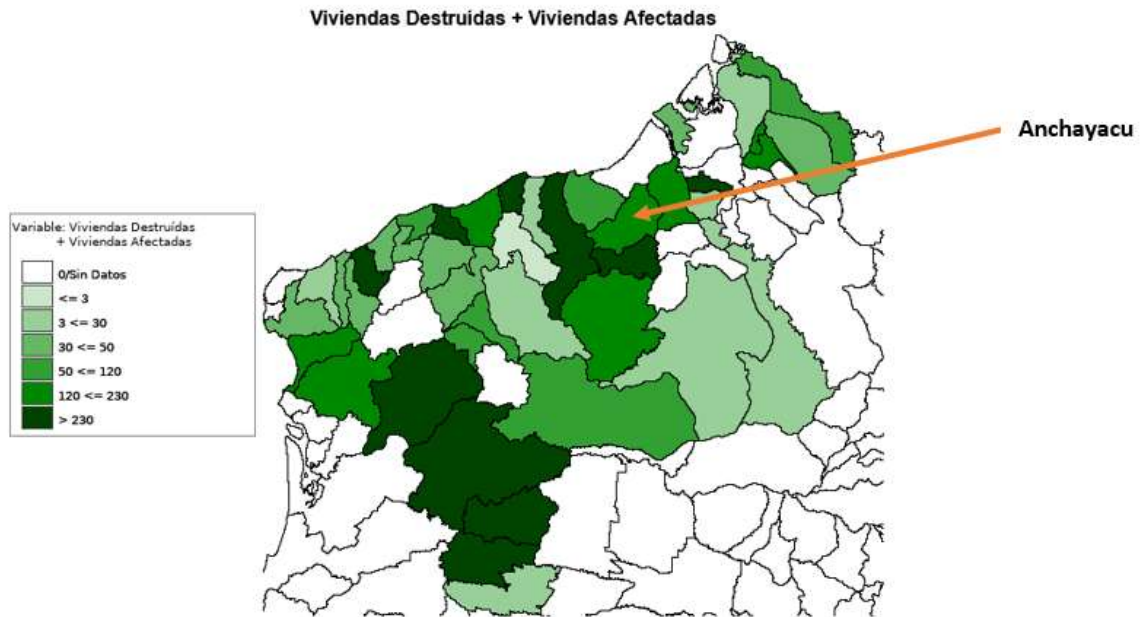 Viviendas Destruidas + Viviendas Afectadas
Anchayacu
Variable: Viviendas Destruídas
+ Viviendas Afectadas
0/Sin Datos
<= 3
3 <= 30
30 <= 50
50 <= 120
120 <= 230
> 230